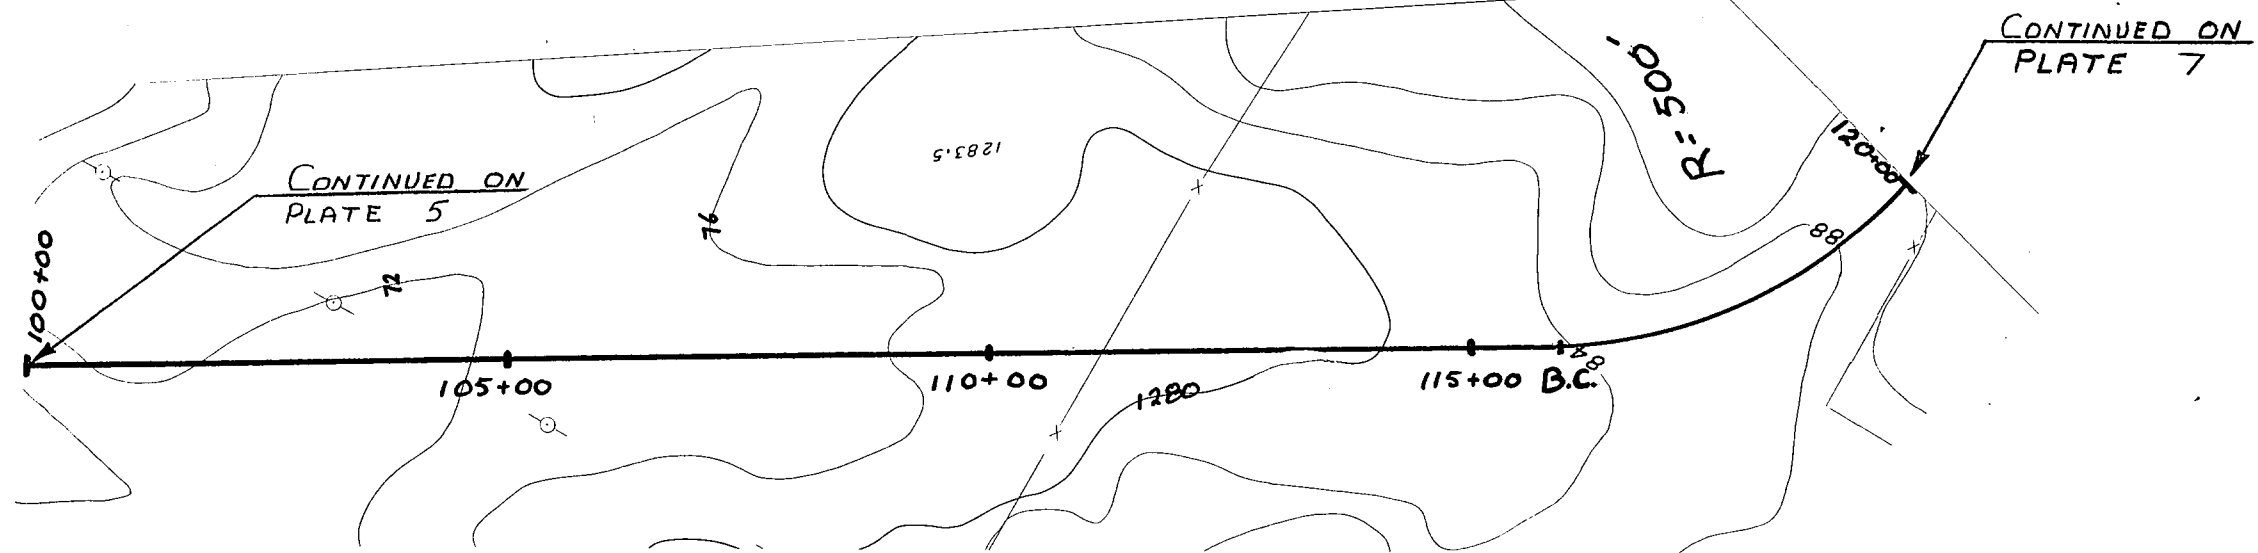 CONTINUED ON
PLATE 7
R=500'
120+00
1283.5
CONTINUED ON
PLATE 5
76
88
100+00
72
105+00
110+00
1280
115+00 B.C.
84